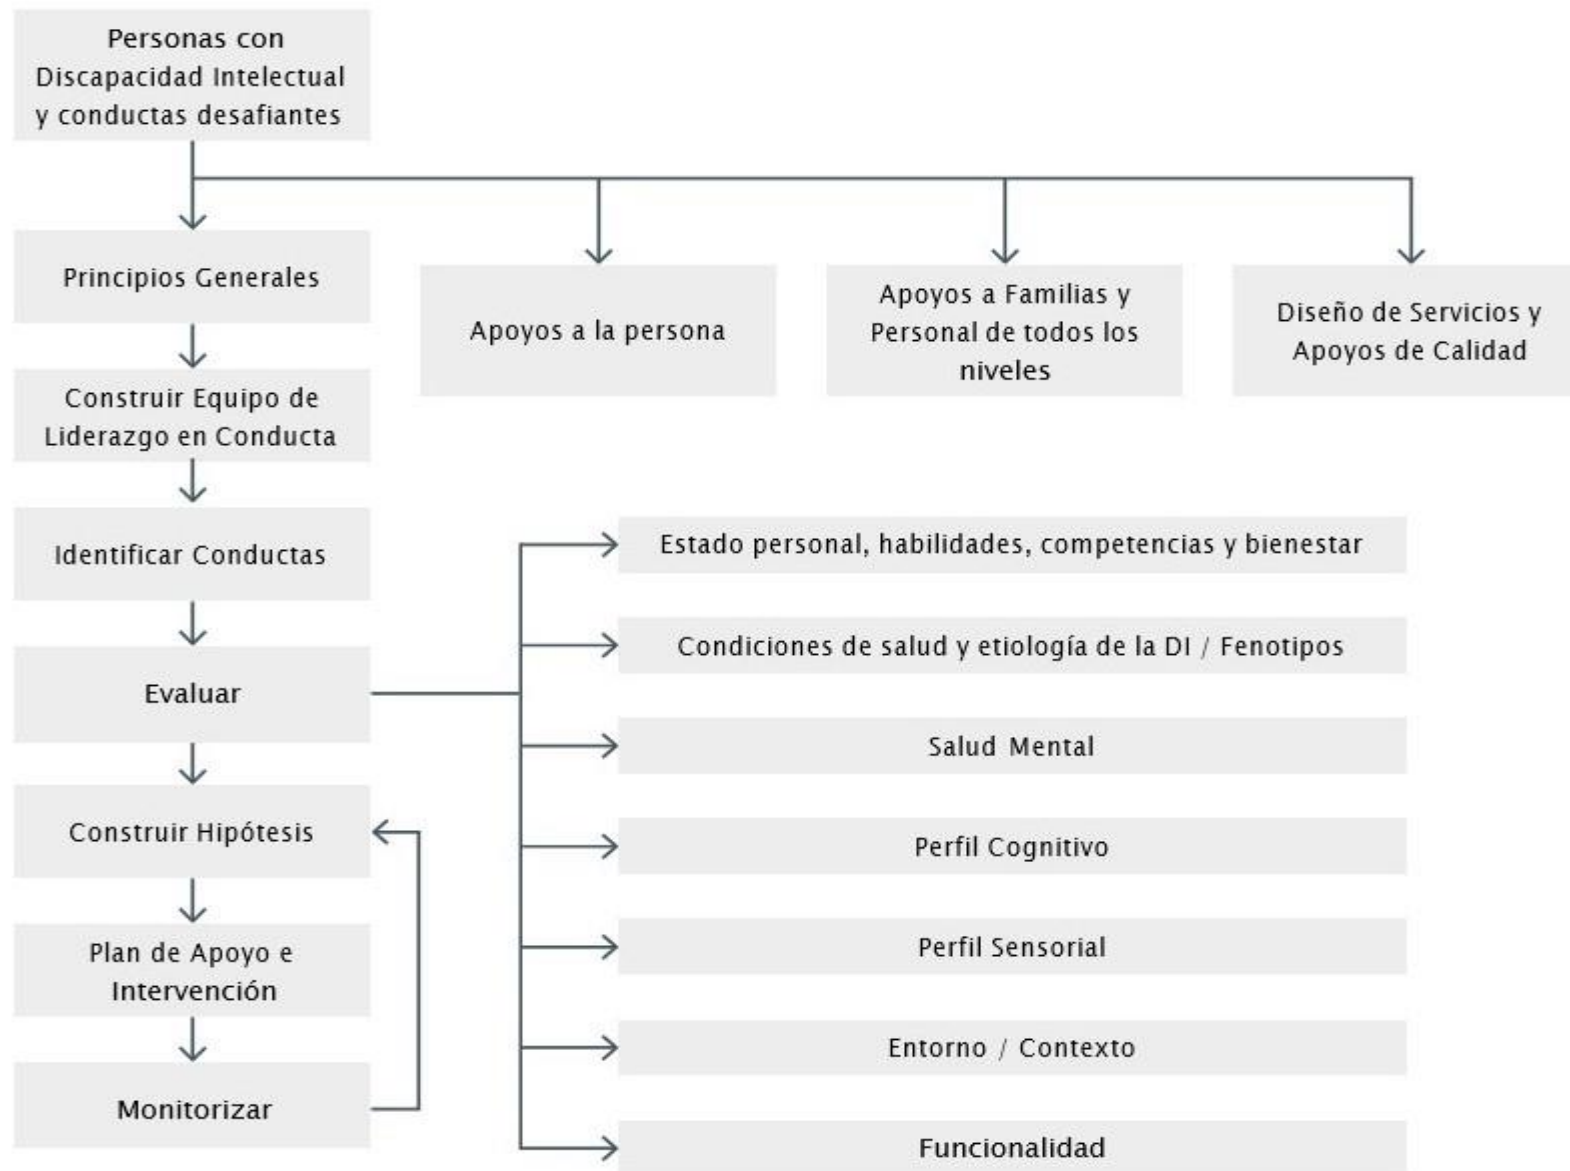 Personas con
Discapacidad Intelectual
y conductas desafiantes
Principios Generales
Apoyos a la persona
Apoyos a Familias y
Personal de todos los
niveles
Diseño de Servicios y
Apoyos de Calidad
Construir Equipo de
Liderazgo en Conducta
Identificar Conductas
Evaluar
Construir Hipótesis
Plan de Apoyo e
Intervención
Monitorizar
Estado personal, habilidades, competencias y bienestar
Condiciones de salud y etiología de la DI / Fenotipos
Salud Mental
Perfil Cognitivo
Perfil Sensorial
Entorno / Contexto
Funcionalidad